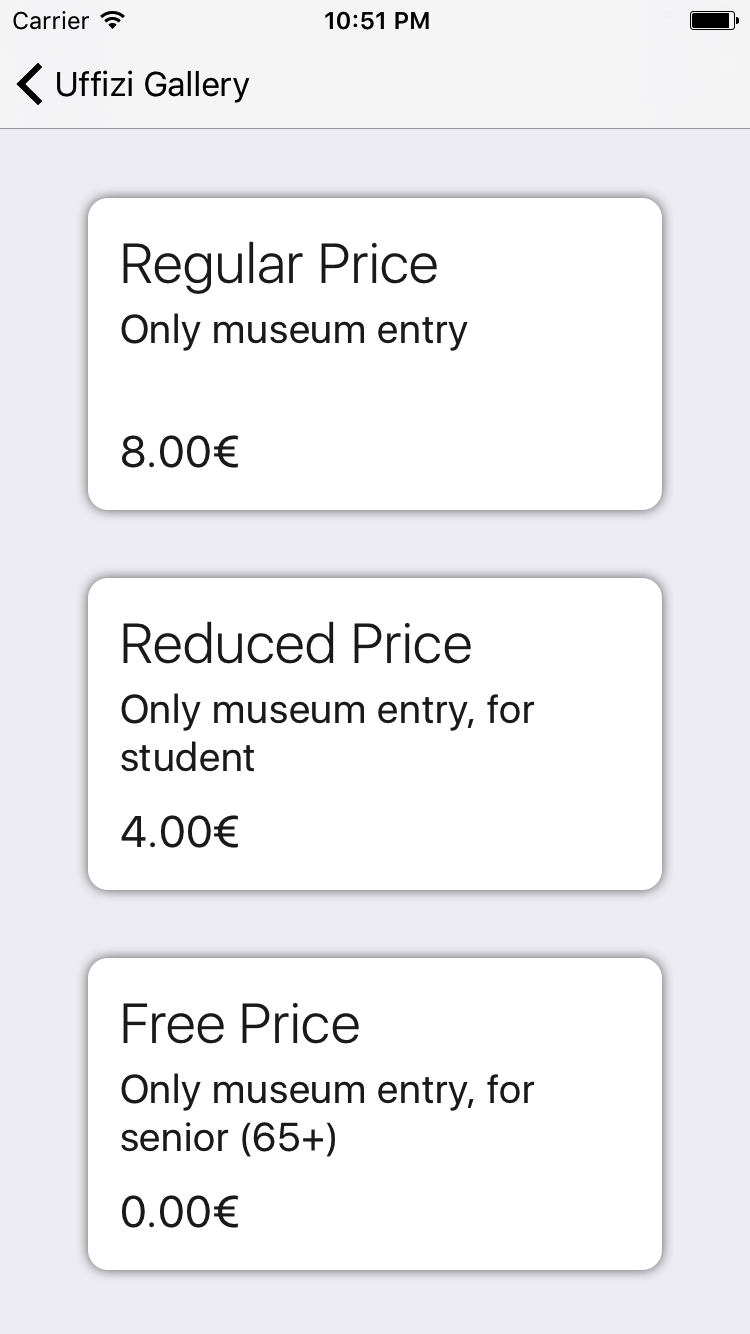 Carrier 10:51 PM
Uffizi Gallery
Regular Price
Only museum entry
8.00€
Reduced Price
Only museum entry, for
student
4.00€
Free Price
Only museum entry, for
senior (65+)
0.00€